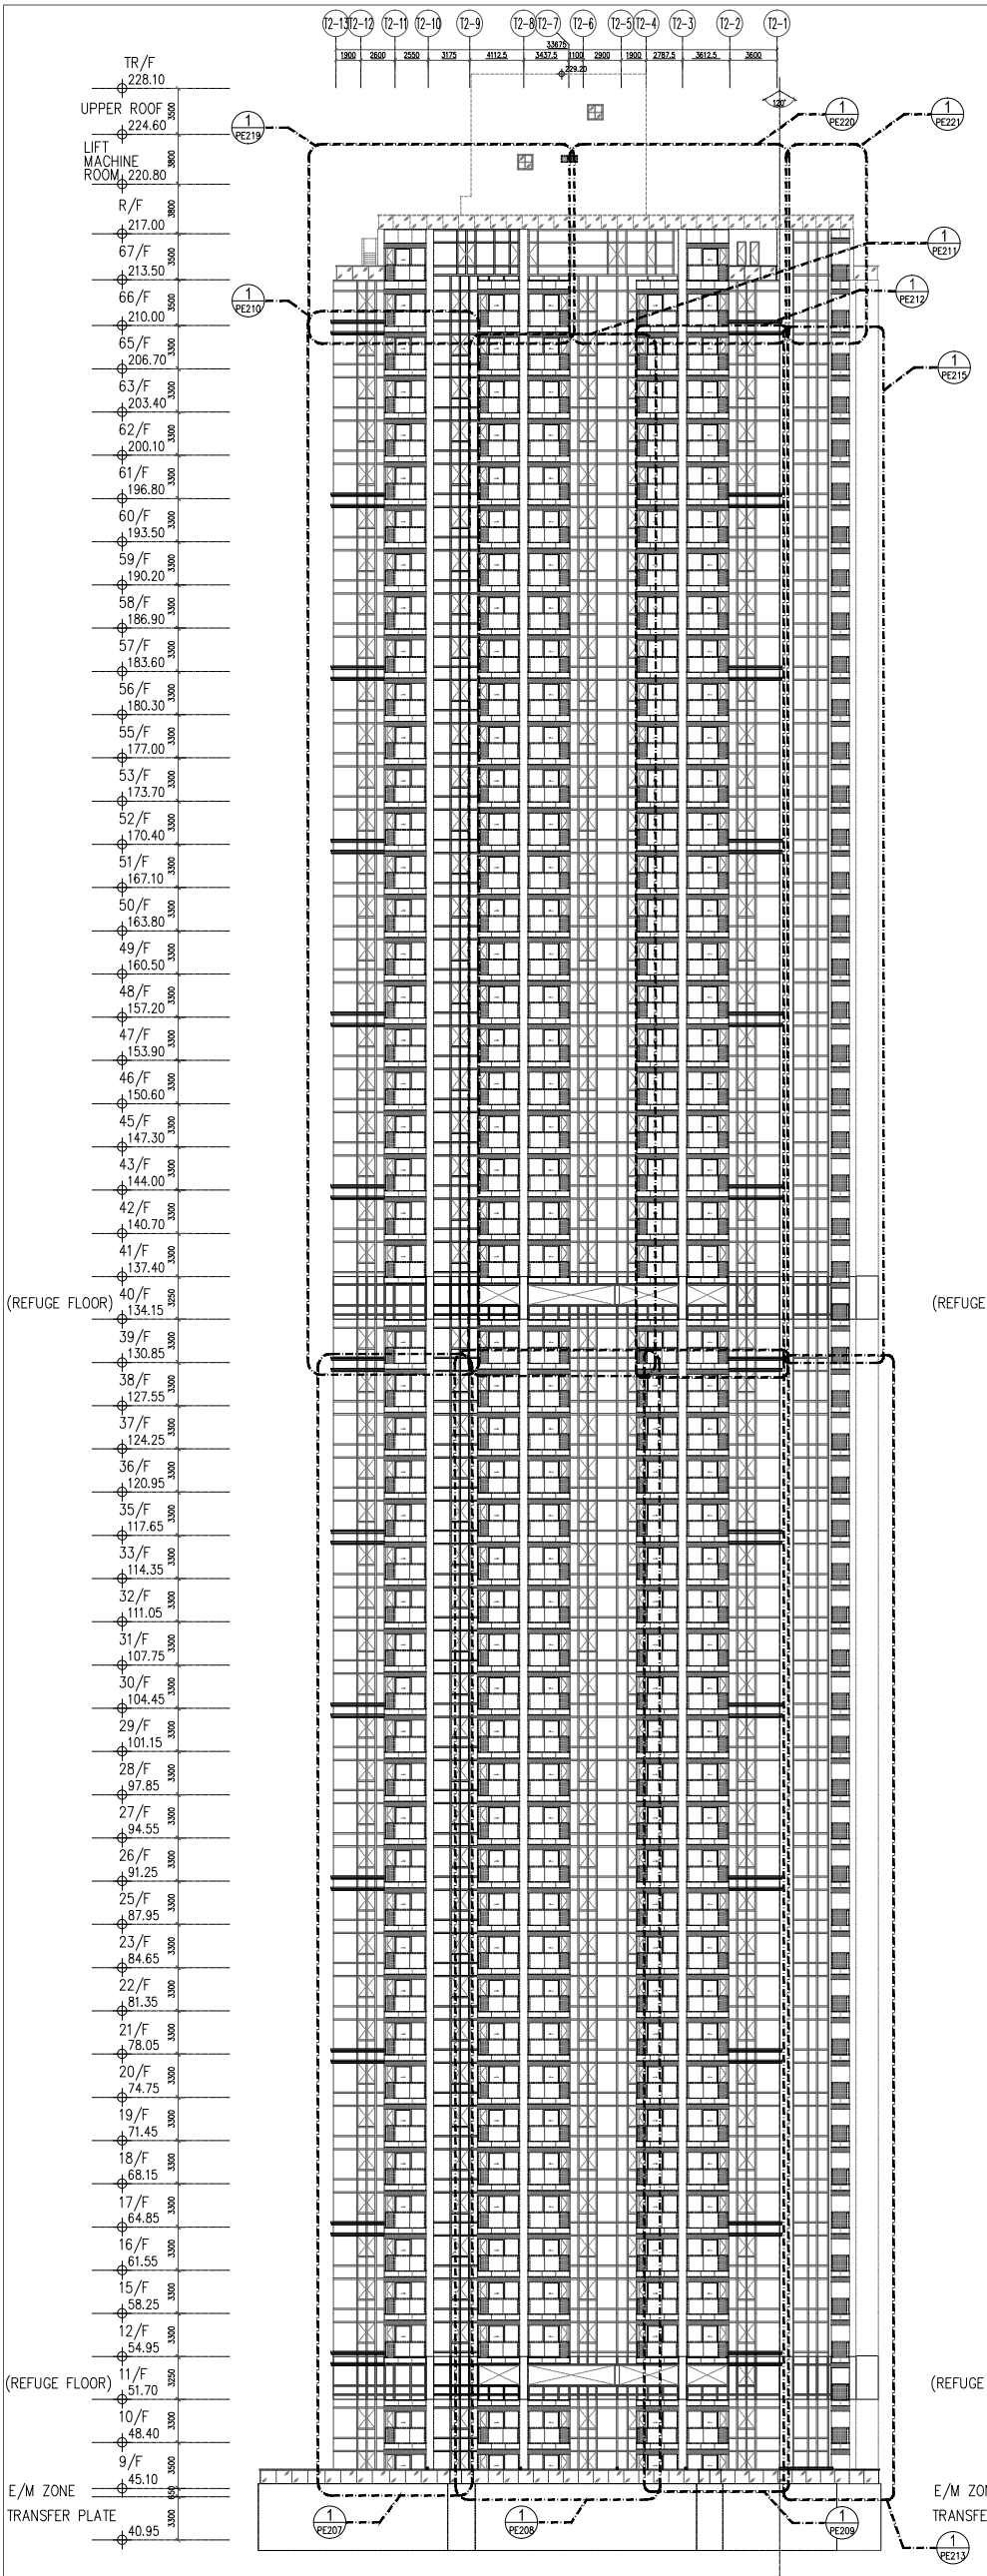 T2-13 T2-12 T2-11 T2-10 T2-9 T2-8 T2-7 T2-6 T2-5 T2-4 T2-3 T2-2 T2-1
33675
1900 2600 2550 3175 4112.5 3437.5 1100 2900 1900 2787.5 3612.5 3600
229.20
120°
TR/F
228.10
3500
UPPER ROOF
224.60
3800
LIFT
MACHINE
ROOM 220.80
3800
R/F
217.00
3500
67/F
213.50
3500
66/F
210.00
3300
65/F
206.70
3300
63/F
203.40
3300
62/F
200.10
3300
61/F
196.80
3300
60/F
193.50
3300
59/F
190.20
3300
58/F
186.90
3300
57/F
183.60
3300
56/F
180.30
3300
55/F
177.00
3300
53/F
173.70
3300
52/F
170.40
3300
51/F
167.10
3300
50/F
163.80
3300
49/F
160.50
3300
48/F
157.20
3300
47/F
153.90
3300
46/F
150.60
3300
45/F
147.30
3300
43/F
144.00
3300
42/F
140.70
3300
41/F
137.40
3250
(REFUGE FLOOR) 40/F
134.15
(REFUGE
3300
39/F
130.85
3300
38/F
127.55
3300
37/F
124.25
3300
36/F
120.95
3300
35/F
117.65
3300
33/F
114.35
3300
32/F
111.05
3300
31/F
107.75
3300
30/F
104.45
3300
29/F
101.15
3300
28/F
97.85
3300
27/F
94.55
3300
26/F
91.25
3300
25/F
87.95
3300
23/F
84.65
3300
22/F
81.35
3300
21/F
78.05
3300
20/F
74.75
3300
19/F
71.45
3300
18/F
68.15
3300
17/F
64.85
3300
16/F
61.55
3300
15/F
58.25
3300
12/F
54.95
3250
(REFUGE FLOOR) 11/F
51.70
(REFUGE
3300
10/F
48.40
3500
9/F
45.10
E/M ZONE
650
TRANSFER PLATE
3300
40.95
E/M ZON
TRANSFE
1
PE219
1
PE220
1
PE221
1
PE211
1
PE210
1
PE212
1
PE215
1
PE207
1
PE208
1
PE209
1
PE213